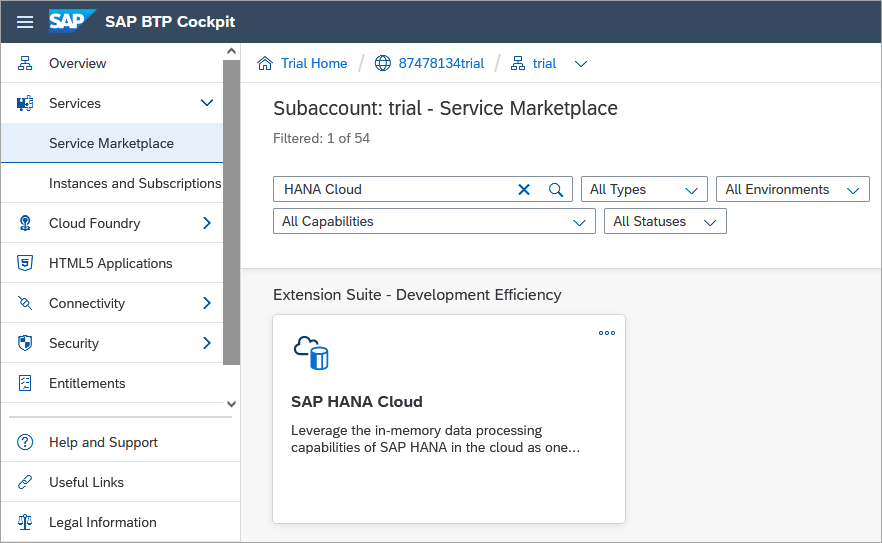 SAP SAP BTP Cockpit
Overview
Services
Service Marketplace
Instances and Subscriptions
Cloud Foundry
HTML5 Applications
Connectivity
Security
Entitlements
Help and Support
Useful Links
Legal Information
Trial Home / 87478134trial / trial
Subaccount: trial - Service Marketplace
Filtered: 1 of 54
HANA Cloud
All Types
All Environments
All Capabilities
All Statuses
Extension Suite - Development Efficiency
SAP HANA Cloud
Leverage the in-memory data processing
capabilities of SAP HANA in the cloud as one...